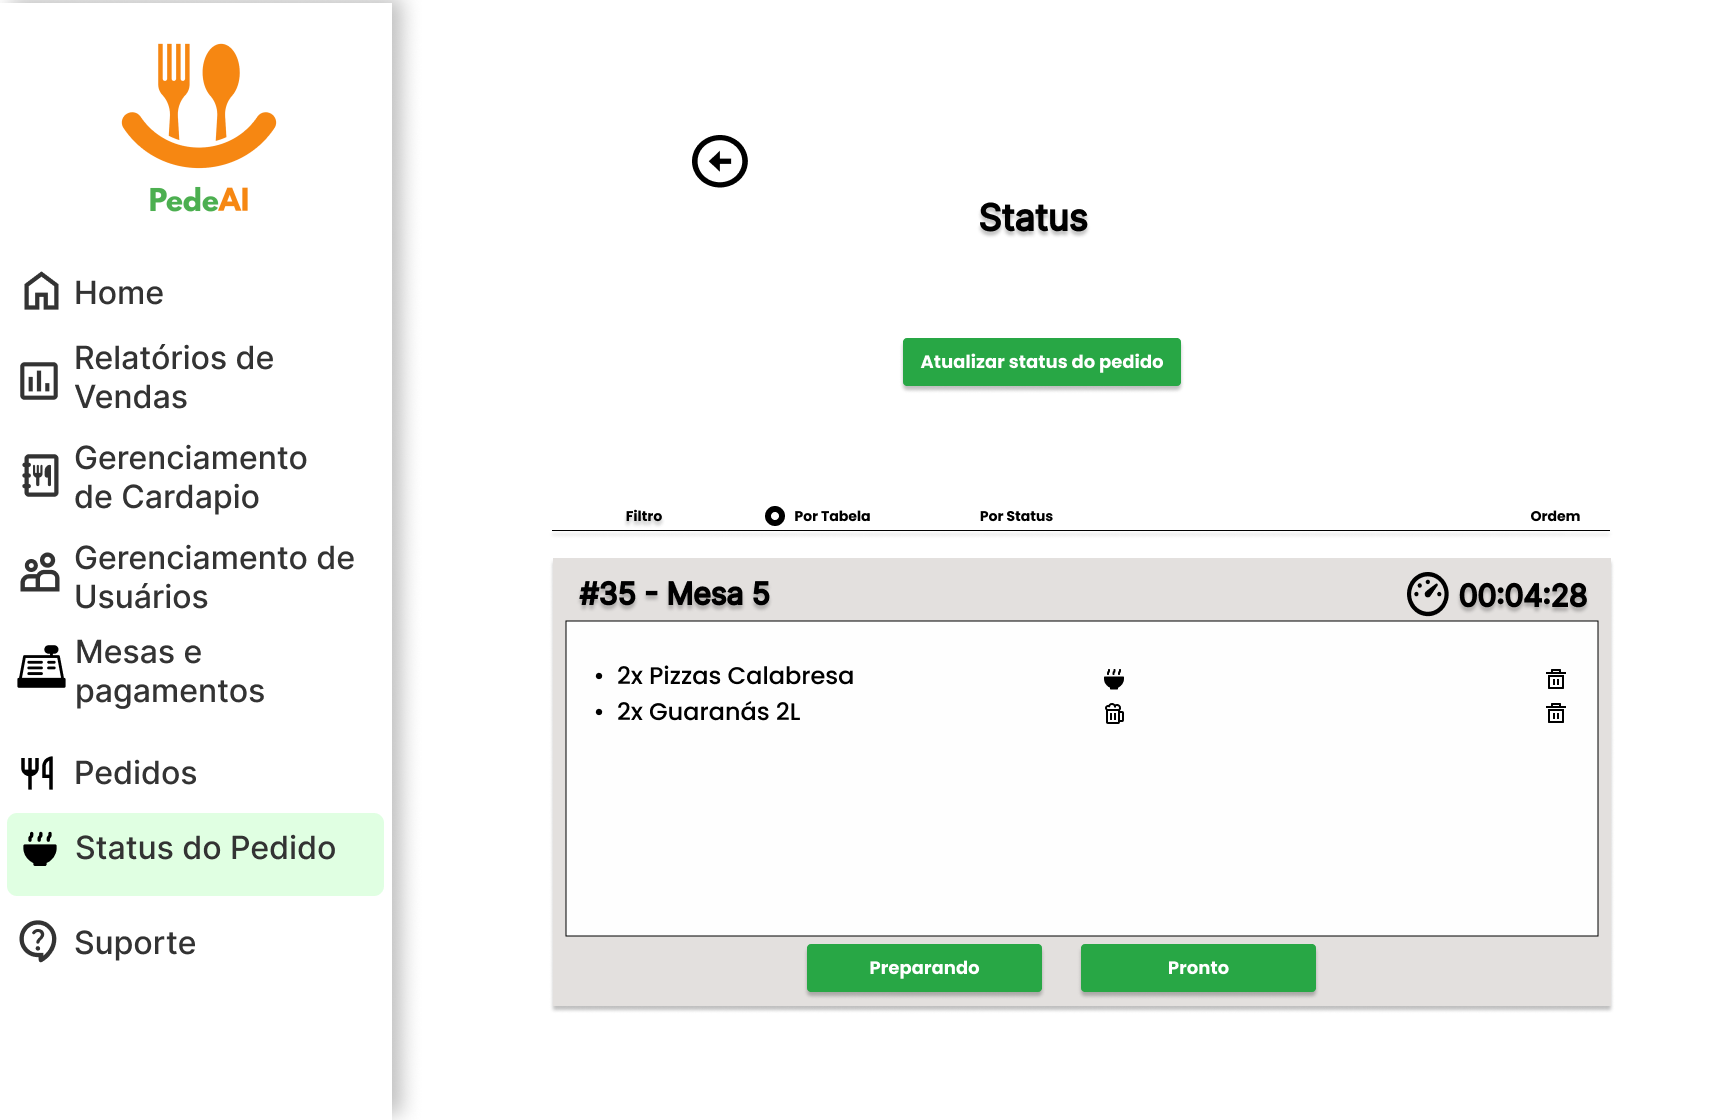 PedeAI
Home
Relatórios de
Vendas
Gerenciamento
de Cardapio
Gerenciamento de
Usuários
Mesas e
pagamentos
Pedidos
Status do Pedido
Suporte
Status
Atualizar status do pedido
Filtro Por Tabela Por Status Ordem
#35 - Mesa 5 00:04:28
• 2x Pizzas Calabresa
• 2x Guaranás 2L
Preparando Pronto